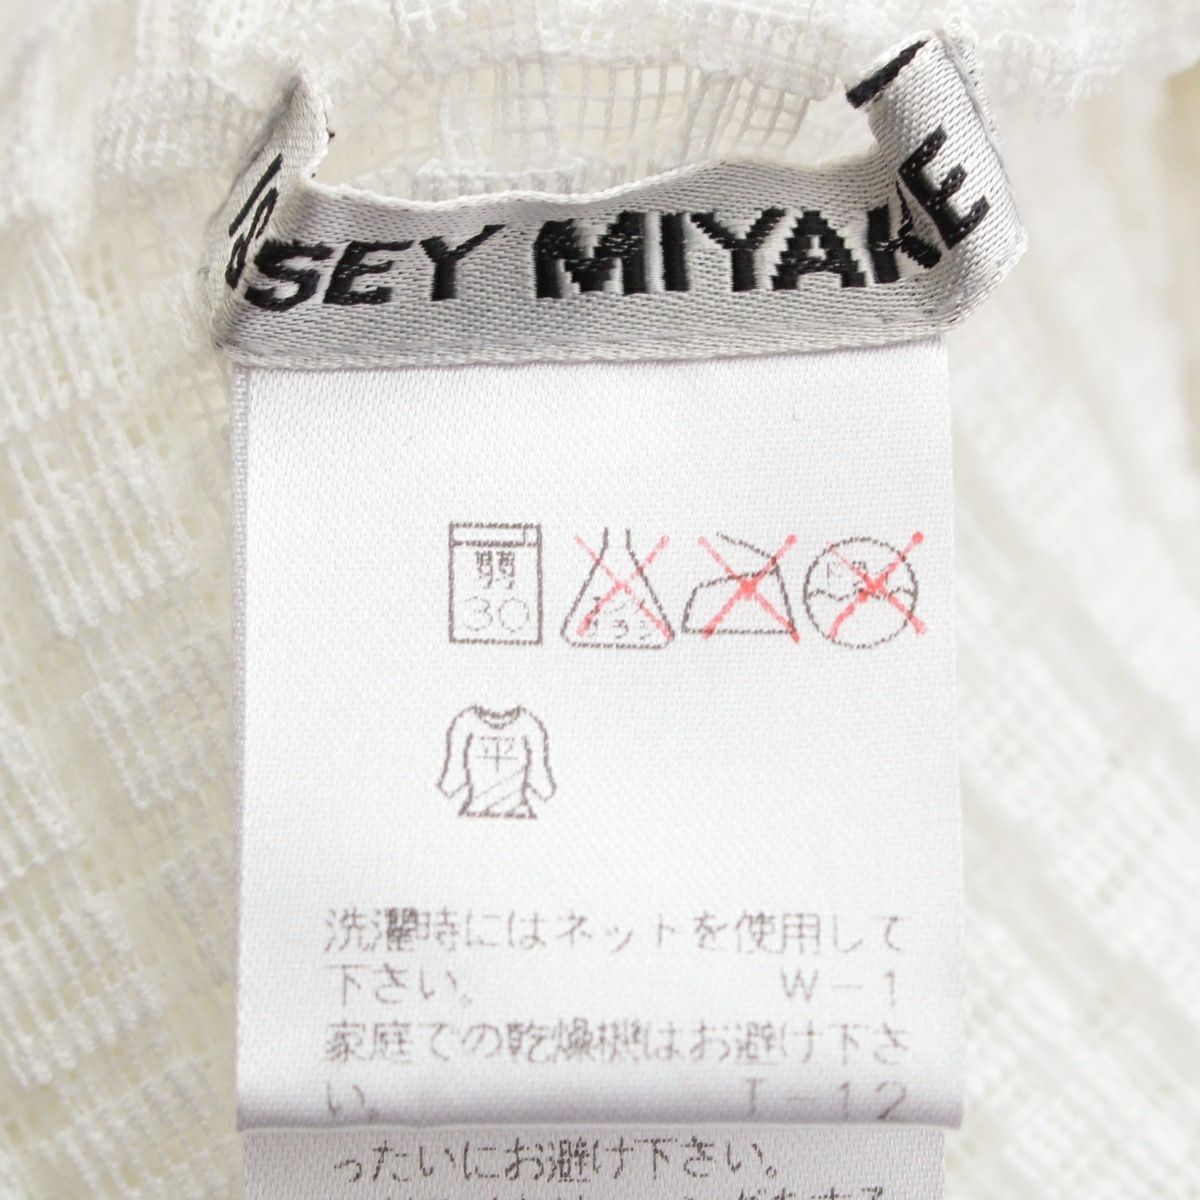 SEY MIYAKE
弱
30
平
洗濯時にはネットを使用して
下さい。 W-1
家庭での乾燥機はお避け下さ
い。 T-12
ったいにお避け下さい。